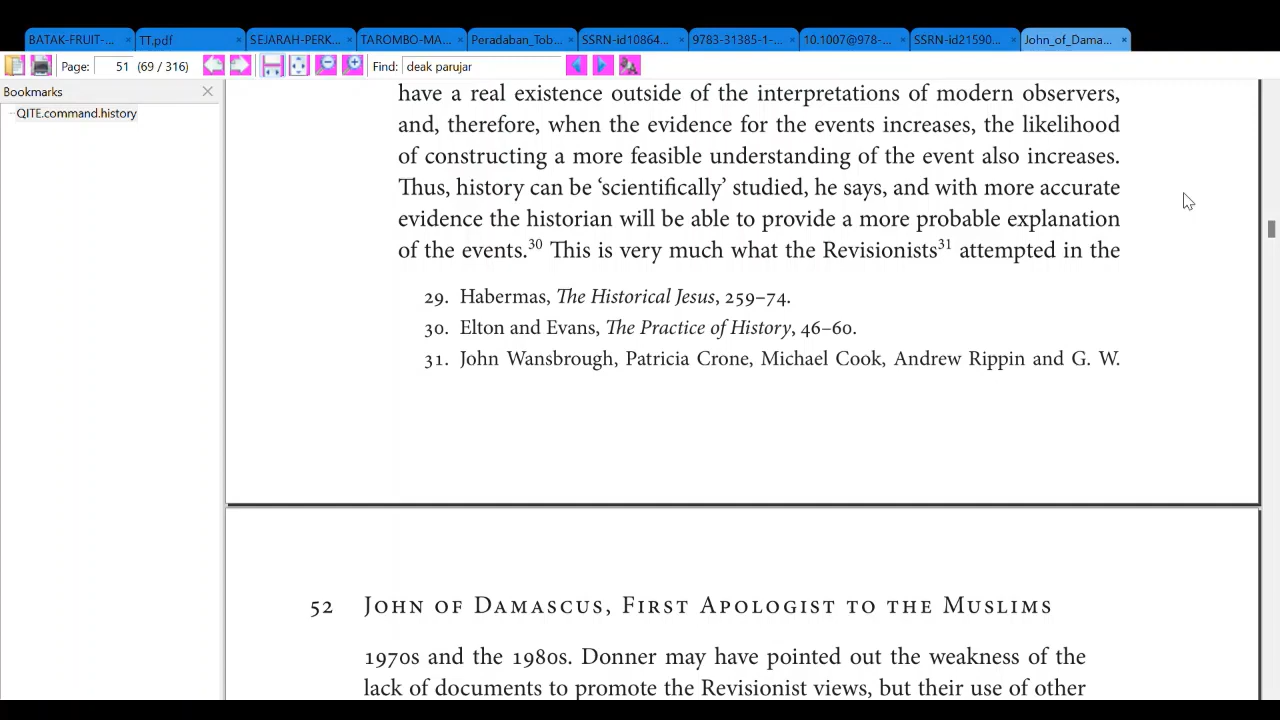 BATAK-FRUIT-... TT.pdf SEJARAH-PERK... TAROMBO-MA... Peradaban_Tob... SSRN-id10864... 9783-31385-1-... 10.1007@978-... SSRN-id21590... John_of_Dama...
Page: 51 (69 / 316) Find: deak parujar
Bookmarks
QITE.command.history
have a real existence outside of the interpretations of modern observers,
and, therefore, when the evidence for the events increases, the likelihood
of constructing a more feasible understanding of the event also increases.
Thus, history can be ‘scientifically’ studied, he says, and with more accurate
evidence the historian will be able to provide a more probable explanation
of the events.30 This is very much what the Revisionists31 attempted in the
29. Habermas, The Historical Jesus, 259–74.
30. Elton and Evans, The Practice of History, 46–60.
31. John Wansbrough, Patricia Crone, Michael Cook, Andrew Rippin and G. W.
52 John of Damascus, First Apologist to the Muslims
1970s and the 1980s. Donner may have pointed out the weakness of the
lack of documents to promote the Revisionist views, but their use of other